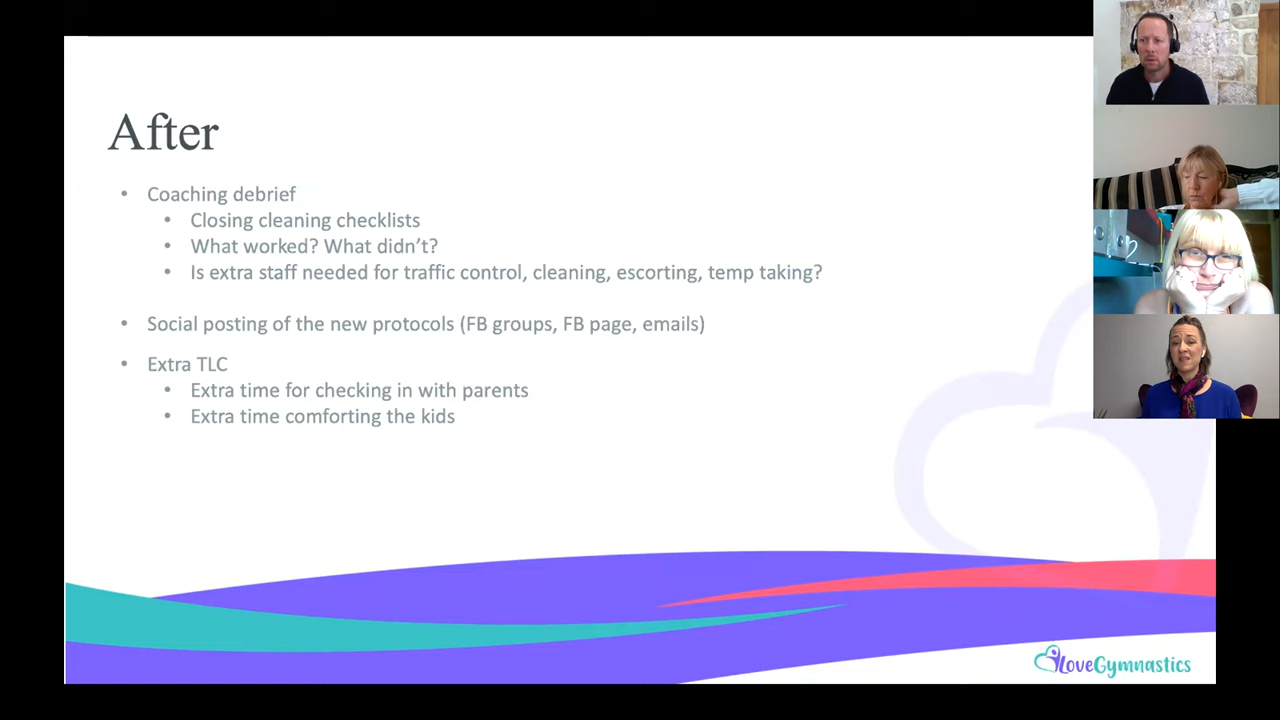 After
• Coaching debrief
• Closing cleaning checklists
• What worked? What didn’t?
• Is extra staff needed for traffic control, cleaning, escorting, temp taking?
• Social posting of the new protocols (FB groups, FB page, emails)
• Extra TLC
• Extra time for checking in with parents
• Extra time comforting the kids
iLoveGymnastics